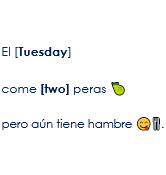 El [Tuesday]
come [two] peras 🍐
pero aún tiene hambre 😋🥛.